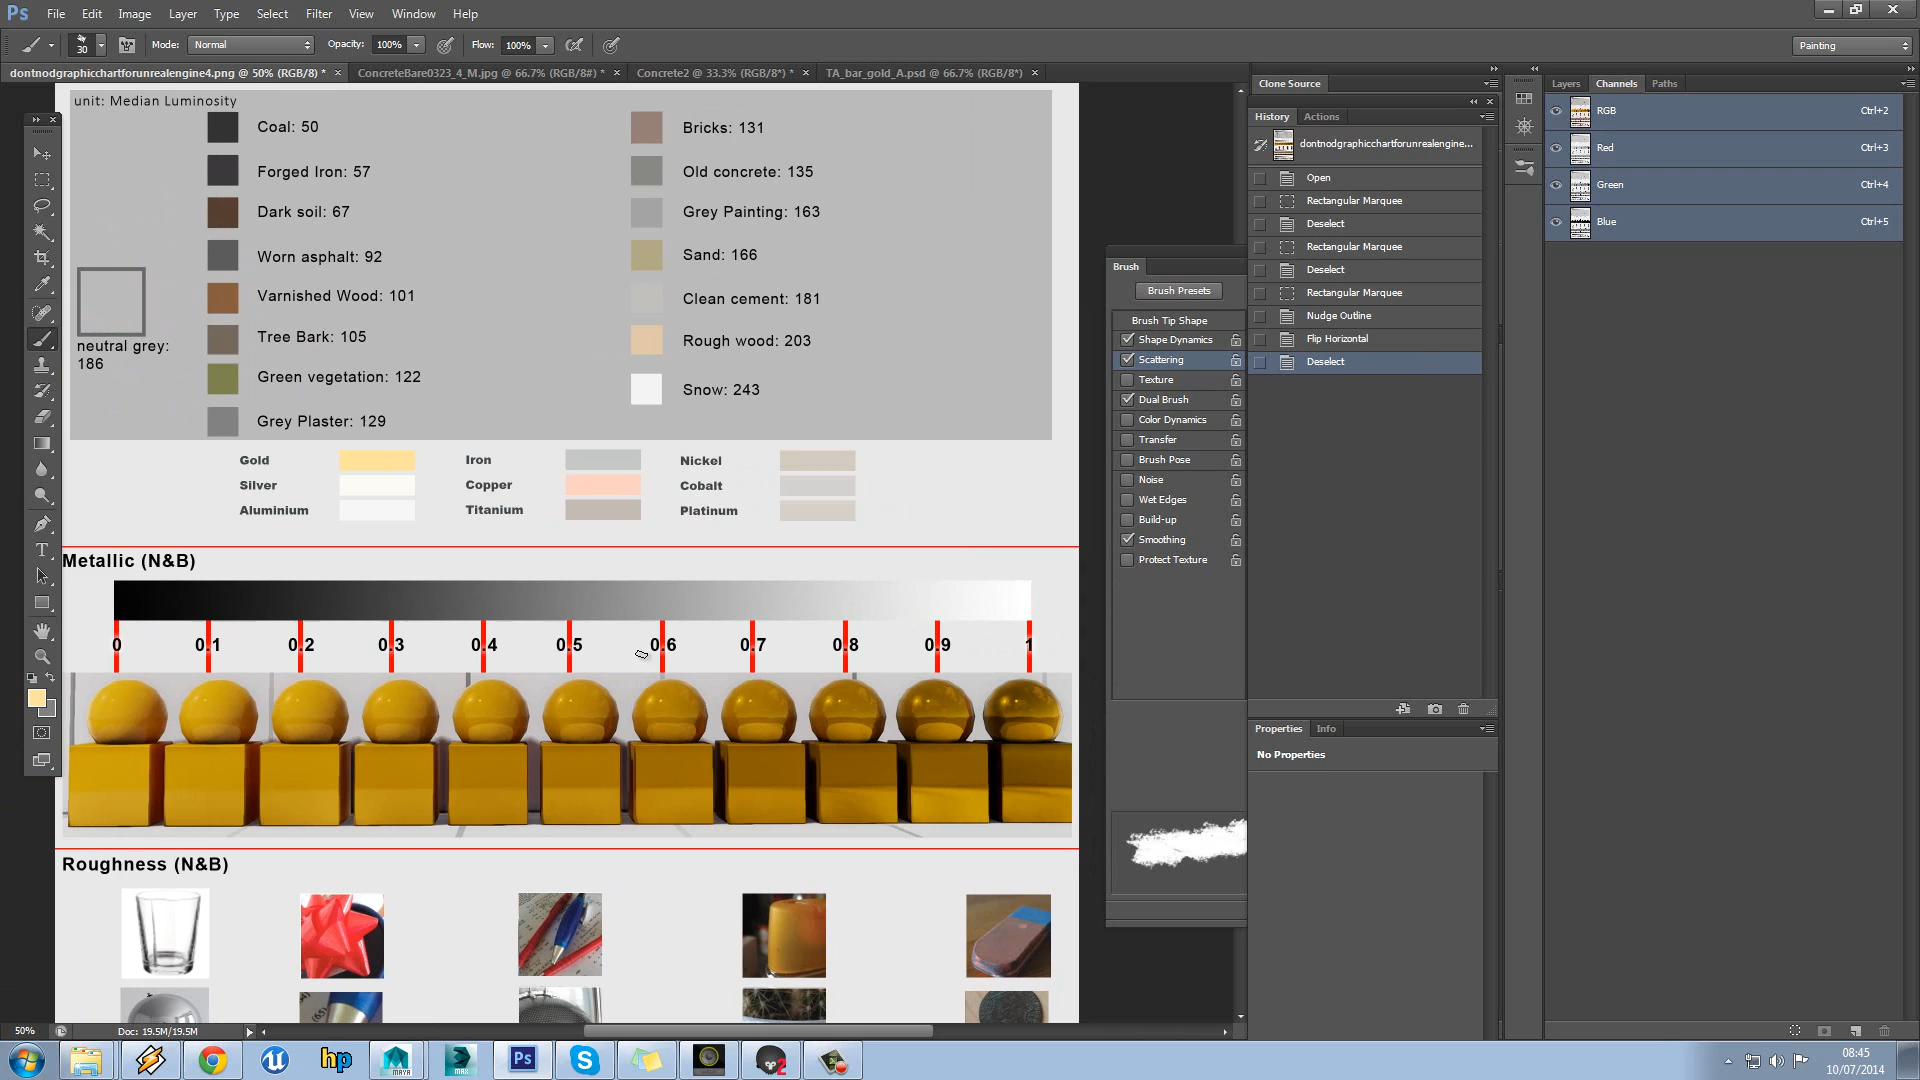 Ps File Edit Image Layer Type Select Filter View Window Help
30 Mode: Normal Opacity: 100% Flow: 100% Painting
dontnodgraphicchartforunrealengine4.png @ 50% (RGB/8) * × ConcreteBare0323_4_M.jpg @ 66.7% (RGB/8#) * × Concrete2 @ 33.3% (RGB/8*) * × TA_bar_gold_A.psd @ 66.7% (RGB/8*) ×
unit: Median Luminosity
Coal: 50
Forged Iron: 57
Dark soil: 67
Worn asphalt: 92
Varnished Wood: 101
Tree Bark: 105
Green vegetation: 122
Grey Plaster: 129
neutral grey:
186
Bricks: 131
Old concrete: 135
Grey Painting: 163
Sand: 166
Clean cement: 181
Rough wood: 203
Snow: 243
Gold Iron Nickel
Silver Copper Cobalt
Aluminium Titanium Platinum
Metallic (N&B)
0 0.1 0.2 0.3 0.4 0.5 0.6 0.7 0.8 0.9 1
Roughness (N&B)
50% Doc: 19.5M/19.5M
Brush
Brush Presets
Brush Tip Shape
Shape Dynamics
Scattering
Texture
Dual Brush
Color Dynamics
Transfer
Brush Pose
Noise
Wet Edges
Build-up
Smoothing
Protect Texture
Clone Source
History Actions
dontnodgraphicchartforunrealengine...
Open
Rectangular Marquee
Deselect
Rectangular Marquee
Deselect
Rectangular Marquee
Nudge Outline
Flip Horizontal
Deselect
Properties Info
No Properties
Layers Channels Paths
RGB Ctrl+2
Red Ctrl+3
Green Ctrl+4
Blue Ctrl+5
hp MAYA MAX Ps 2
08:45
10/07/2014